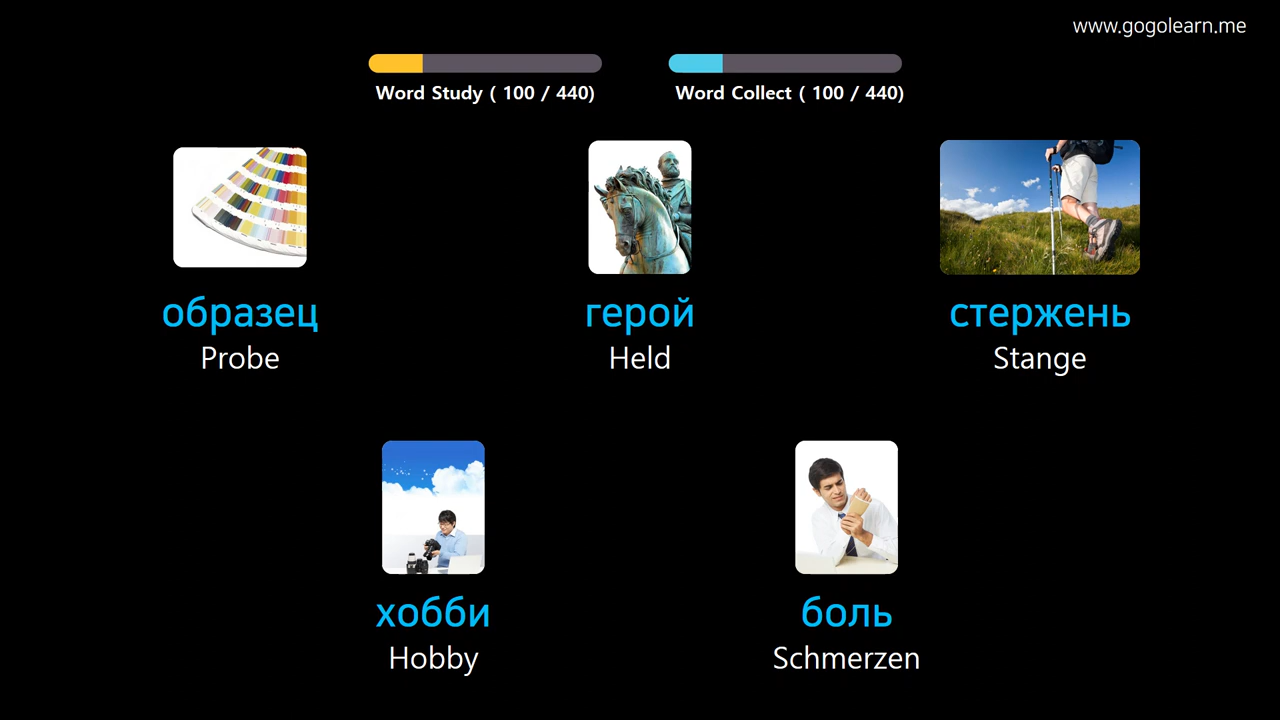 www.gogolearn.me
Word Study ( 100 / 440)
Word Collect ( 100 / 440)
образец
Probe
герой
Held
стержень
Stange
хобби
Hobby
боль
Schmerzen